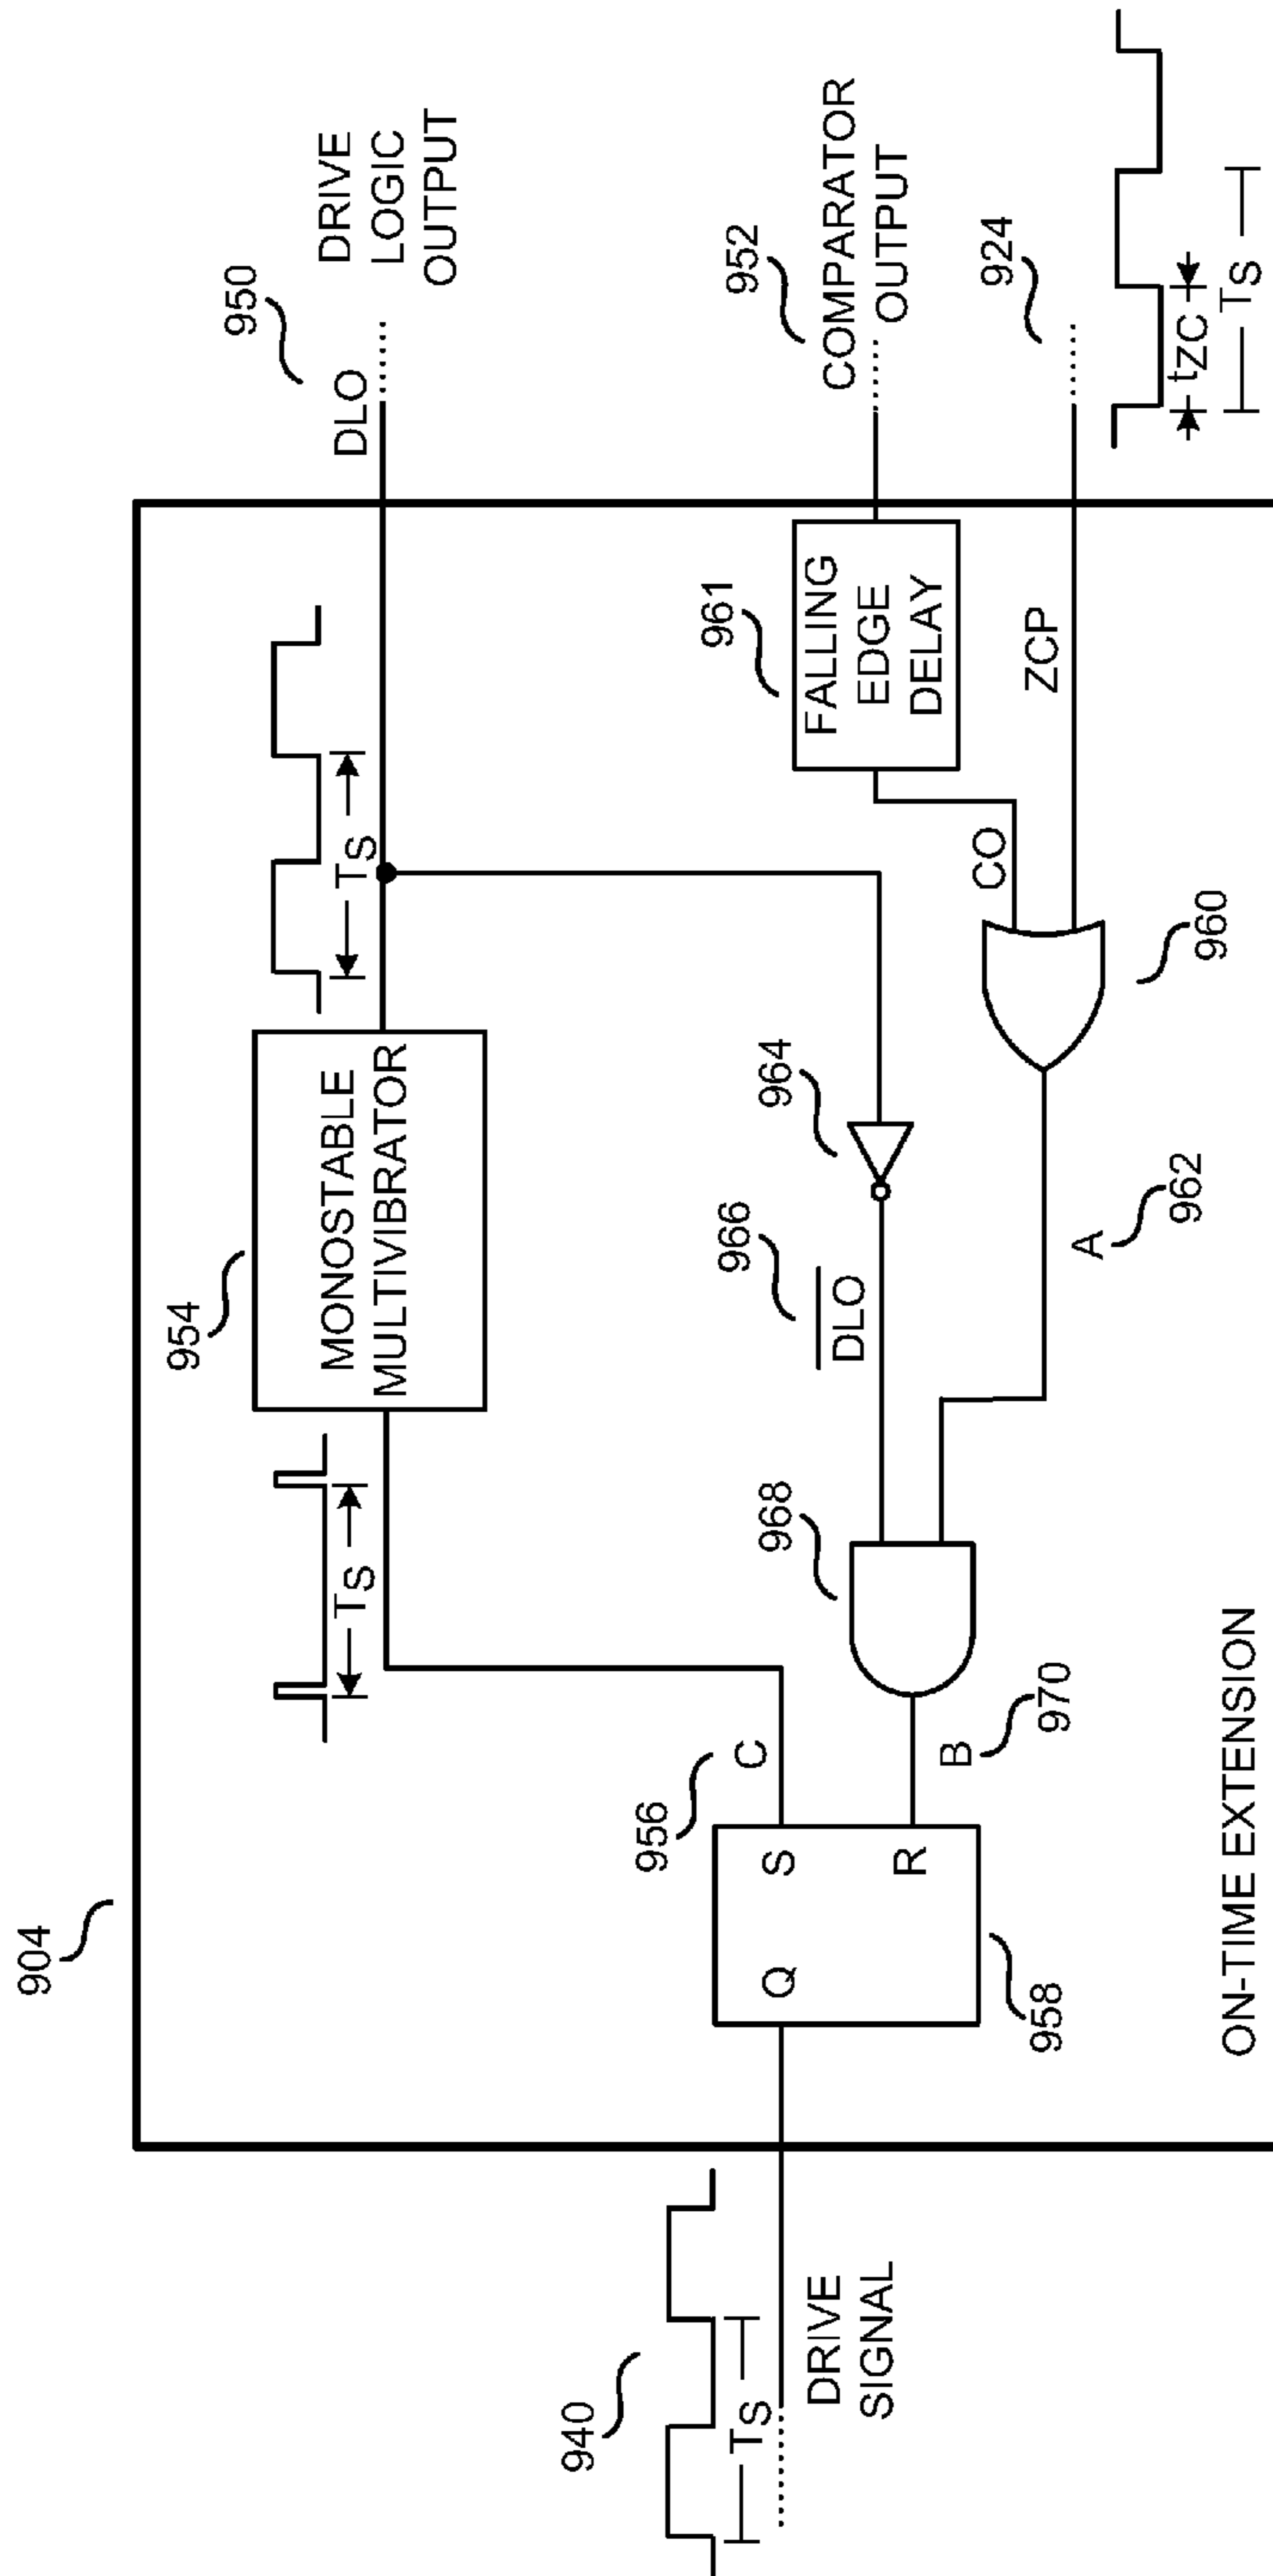 904
940
TS
DRIVE
SIGNAL
TS
954
MONOSTABLE
MULTIVIBRATOR
TS
950
DLO
DRIVE
LOGIC
OUTPUT
956
C
Q
S
R
958
B
970
968
966
DLO
964
A
962
960
961
FALLING
EDGE
DELAY
CO
ZCP
952
COMPARATOR
OUTPUT
924
tZC
TS
ON-TIME EXTENSION